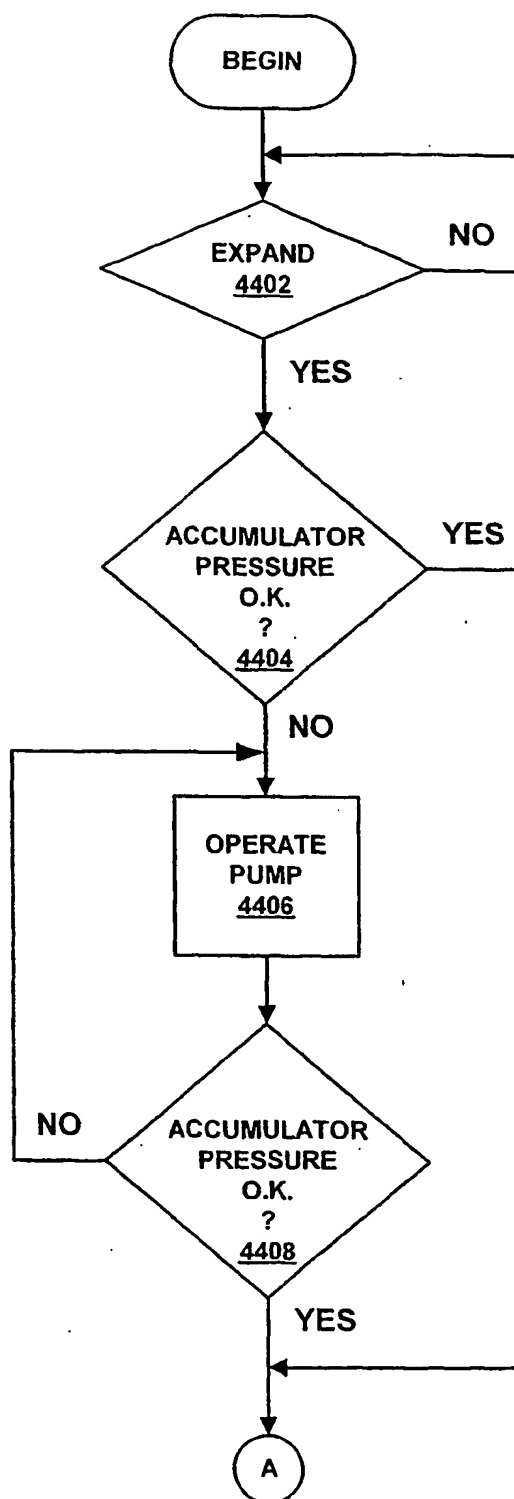 BEGIN
EXPAND
4402
NO
YES
ACCUMULATOR
PRESSURE
O.K.
?
4404
YES
NO
OPERATE
PUMP
4406
NO
ACCUMULATOR
PRESSURE
O.K.
?
4408
YES
A